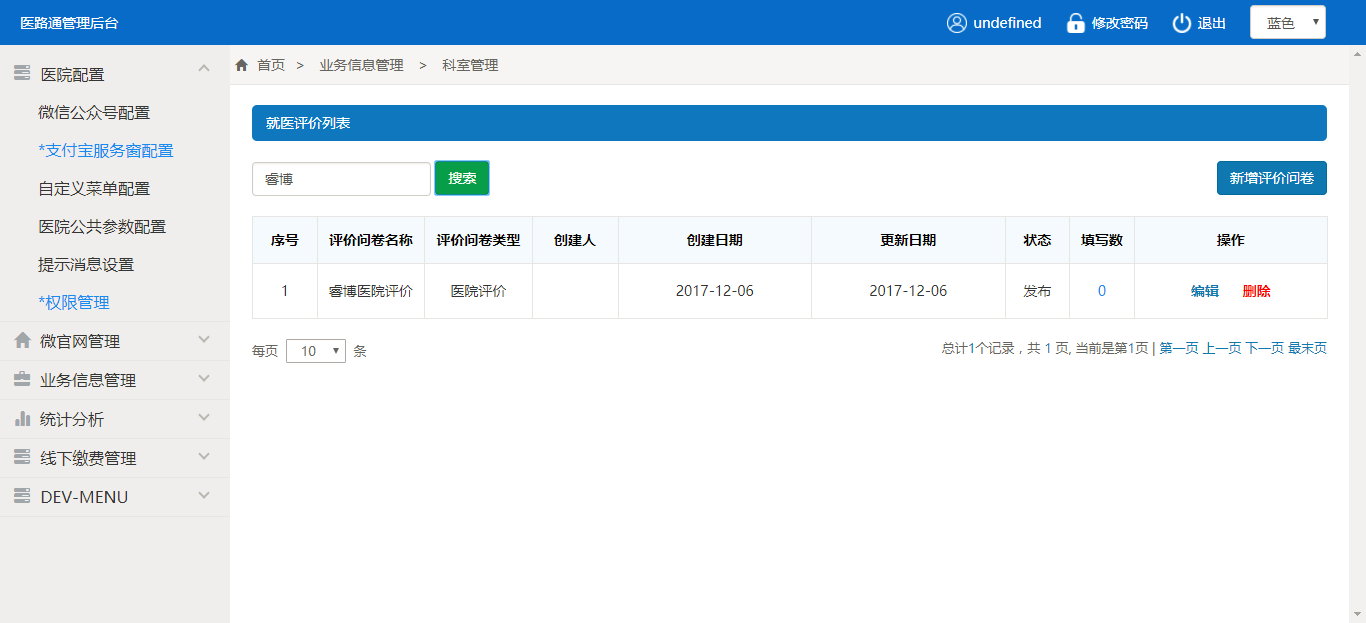 医路通管理后台
undefined
修改密码
退出
蓝色
医院配置
微信公众号配置
*支付宝服务窗配置
自定义菜单配置
医院公共参数配置
提示消息设置
*权限管理
微官网管理
业务信息管理
统计分析
线下缴费管理
DEV-MENU
首页 > 业务信息管理 > 科室管理
就医评价列表
睿博 搜索 新增评价问卷
序号 评价问卷名称 评价问卷类型 创建人 创建日期 更新日期 状态 填写数 操作
1 睿博医院评价 医院评价 2017-12-06 2017-12-06 发布 0 编辑 删除
每页 10 条
总计1个记录，共 1 页, 当前是第1页 | 第一页 上一页 下一页 最末页